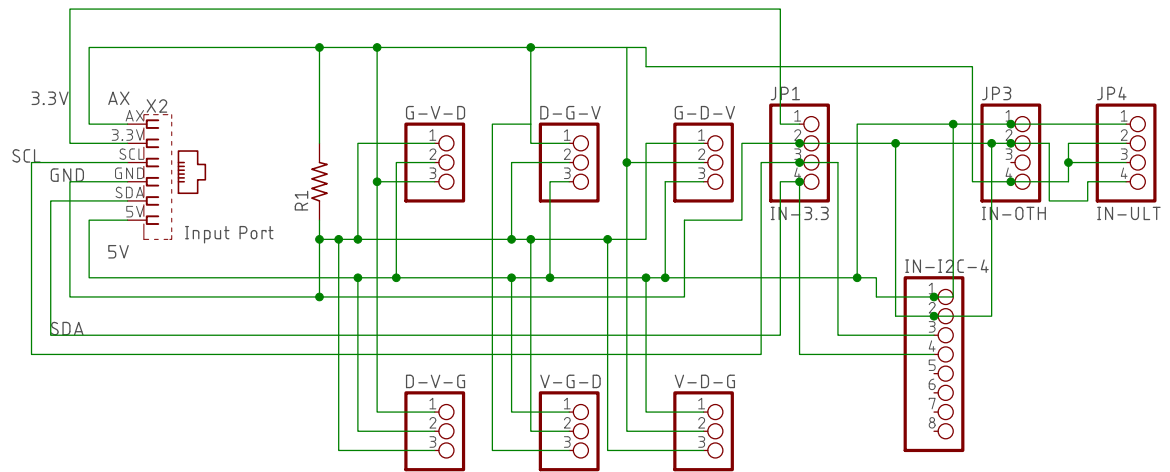 3.3V
AX
X2
AX
3.3V
SCL
SCL
GND
GND
SDA
5V
5V
Input Port
SDA
R1
G-V-D
1
2
3
D-G-V
1
2
3
G-D-V
1
2
3
JP1
1
2
3
4
IN-3.3
JP3
1
2
3
4
IN-OTH
JP4
1
2
3
4
IN-ULT
IN-I2C-4
1
2
3
4
5
6
7
8
D-V-G
1
2
3
V-G-D
1
2
3
V-D-G
1
2
3